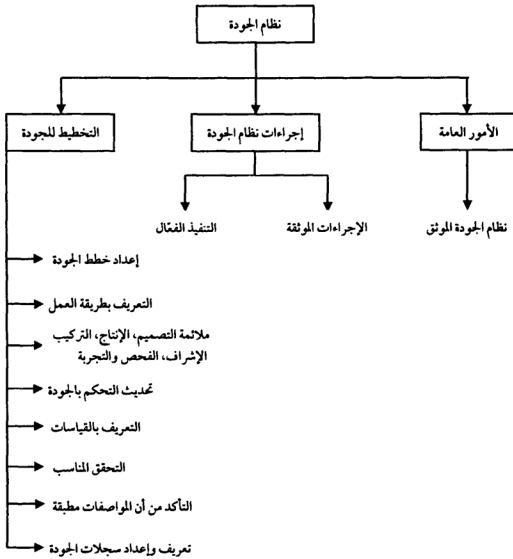 نظام الجودة
الأمور العامة
إجراءات نظام الجودة
التخطيط للجودة
نظام الجودة الموثق
الإجراءات الموثقة
التنفيذ الفعّال
إعداد خطط الجودة
التعريف بطريقة العمل
ملائمة التصميم، الإنتاج، التركيب
الإشراف، الفحص والتجربة
تحديث التحكم بالجودة
التعريف بالقياسات
التحقق المناسب
التأكد من أن المواصفات مطبقة
تعريف وإعداد سجلات الجودة